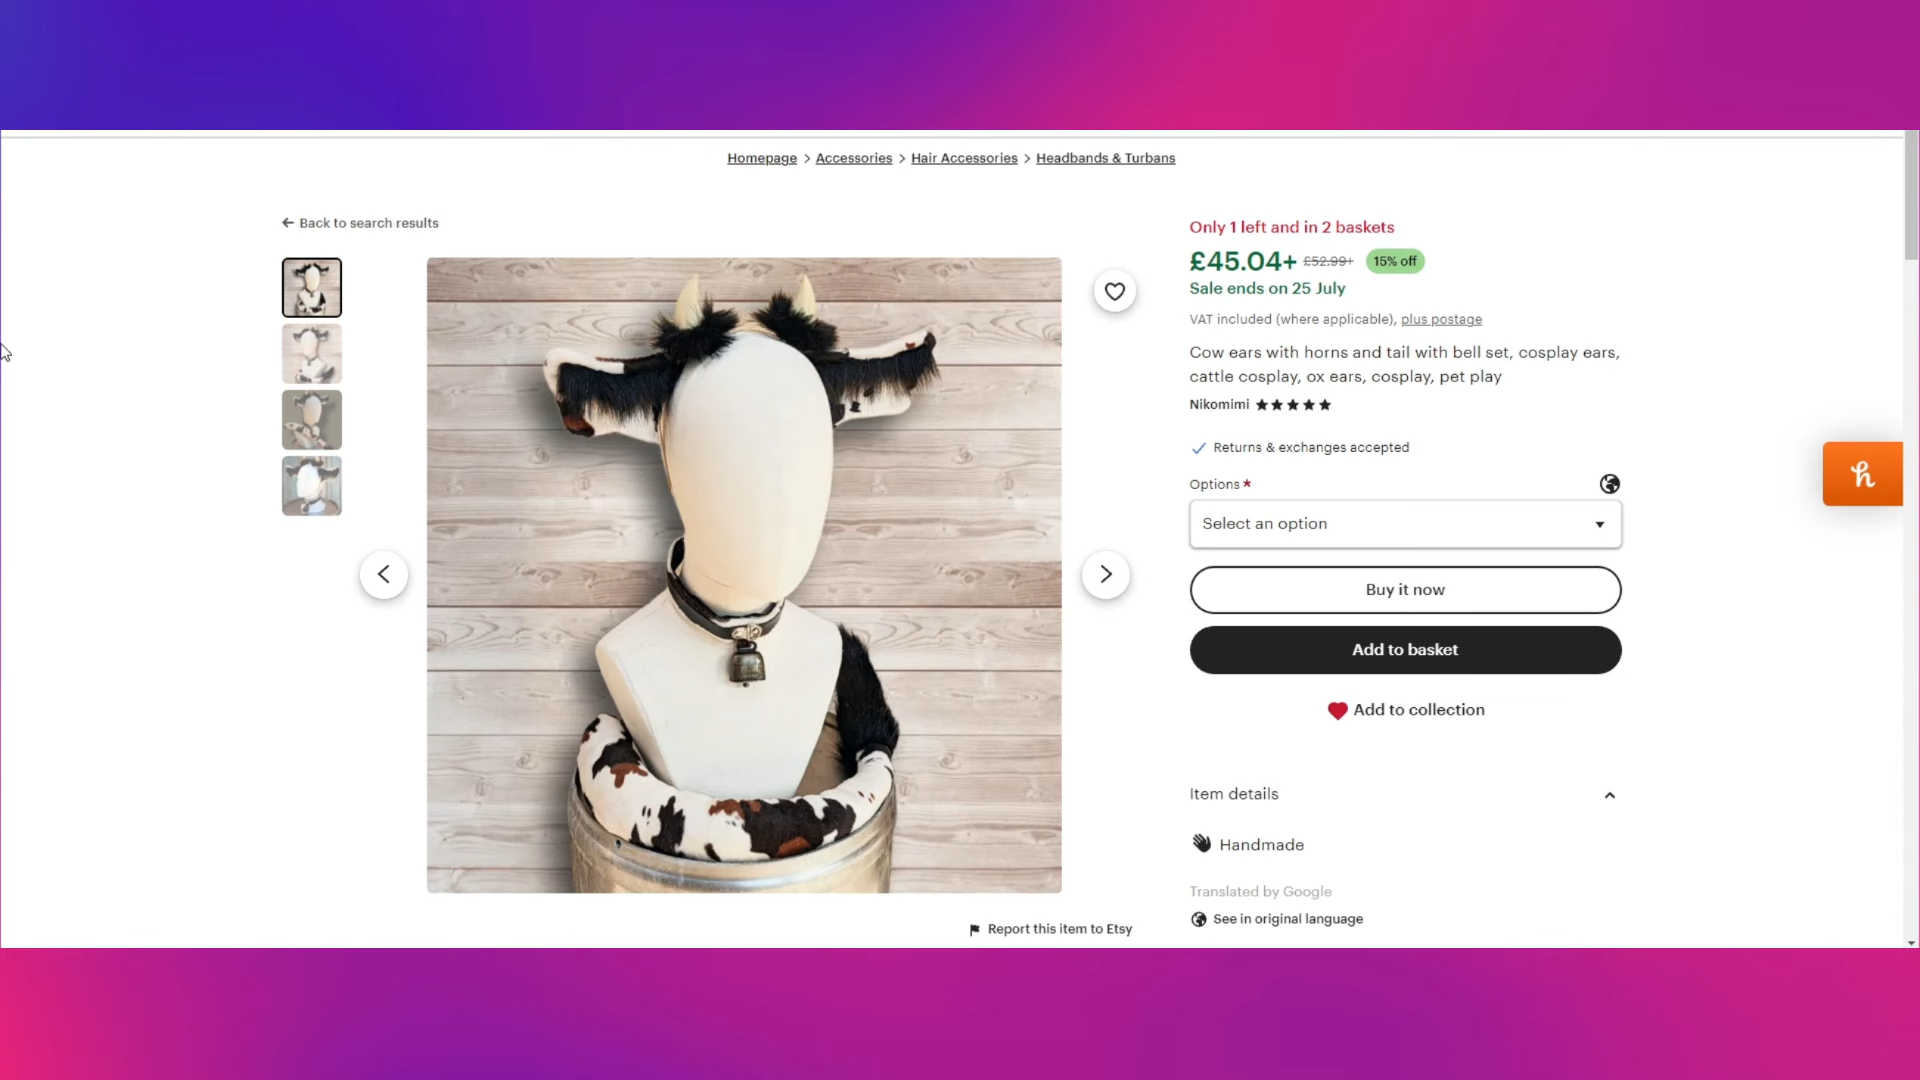 Homepage > Accessories > Hair Accessories > Headbands & Turbans
Back to search results
Only 1 left and in 2 baskets
£45.04+ £52.99+ 15% off
Sale ends on 25 July
VAT included (where applicable), plus postage
Cow ears with horns and tail with bell set, cosplay ears,
cattle cosplay, ox ears, cosplay, pet play
Nikomimi
Returns & exchanges accepted
Options *
Select an option
Buy it now
Add to basket
Add to collection
Item details
Handmade
Translated by Google
See in original language
Report this item to Etsy
h